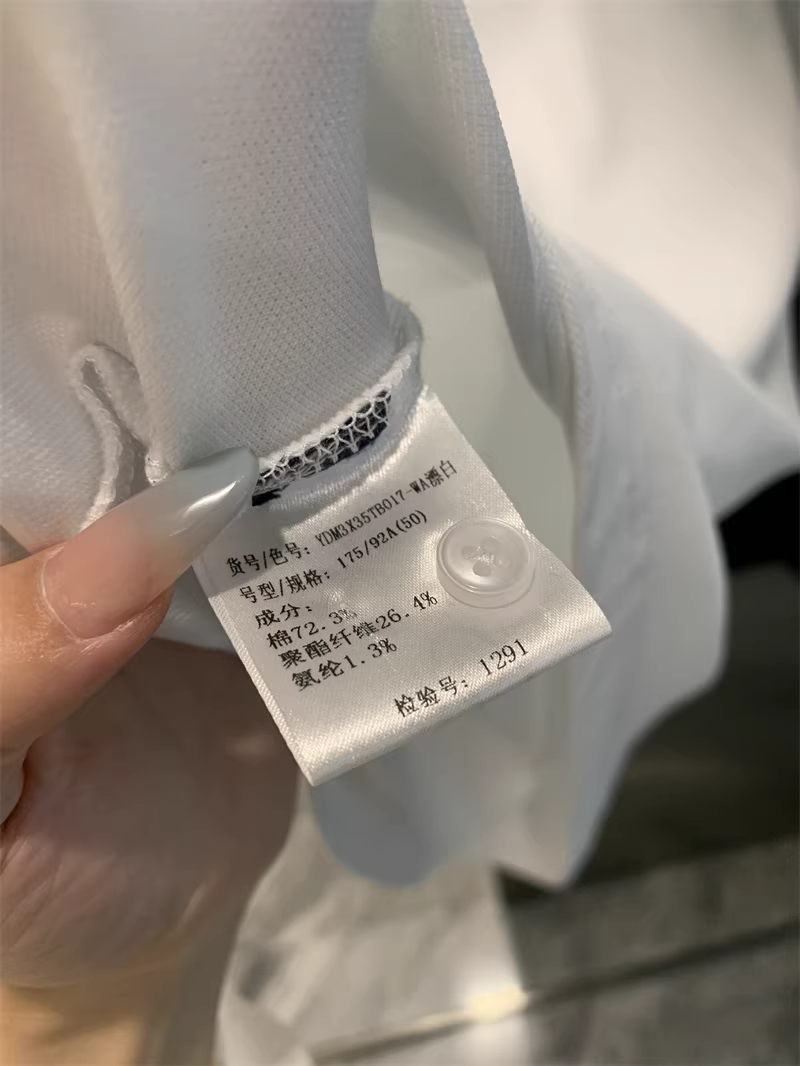 货号/色号: YDM3X35TB017-WA漂白
号型/规格: 175/92A(50)
成分:
棉72.3%
聚酯纤维26.4%
氨纶1.3%
检验号: 1291